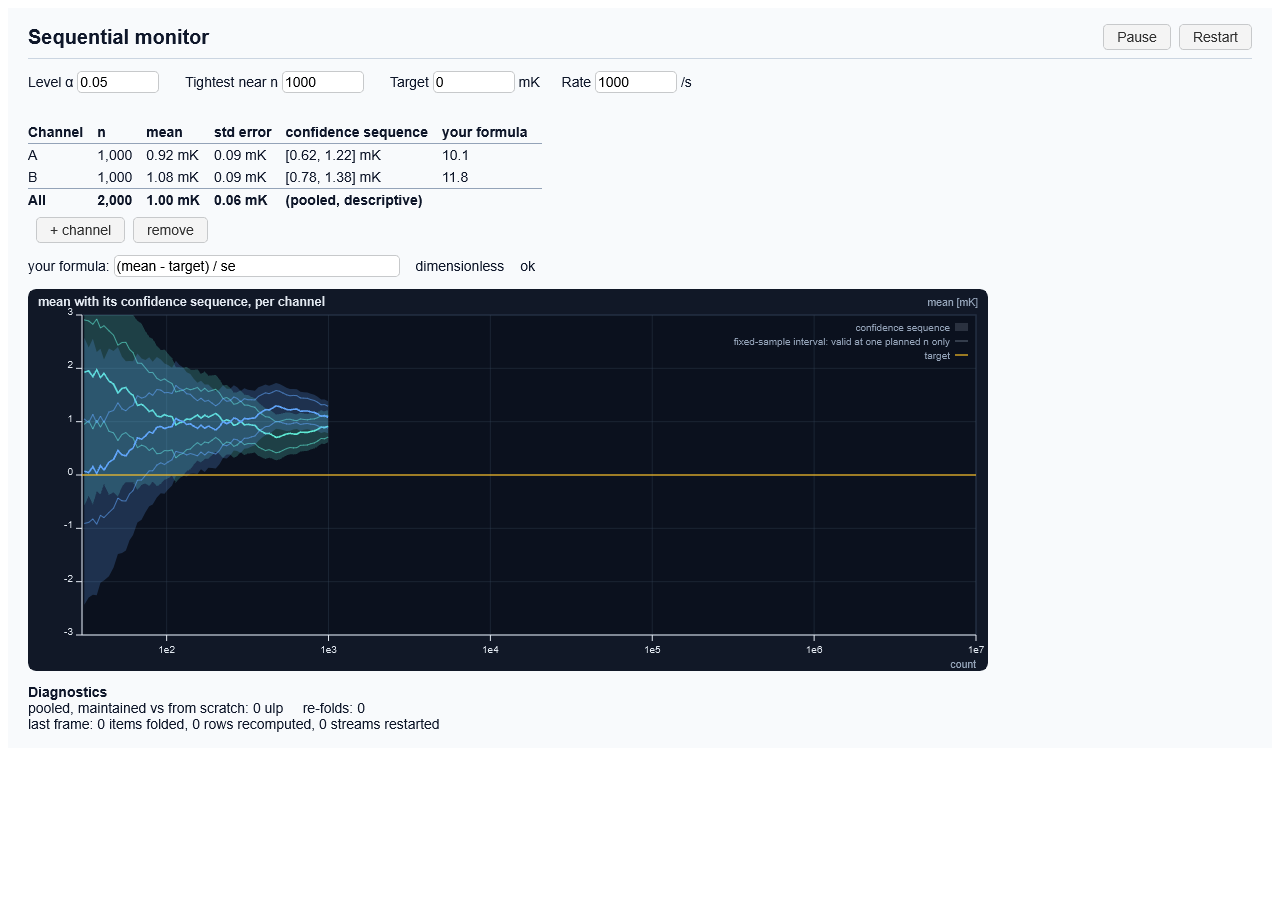 Sequential monitor
Pause Restart
Level α 0.05 Tightest near n 1000 Target 0 mK Rate 1000 /s
Channel n mean std error confidence sequence your formula
A 1,000 0.92 mK 0.09 mK [0.62, 1.22] mK 10.1
B 1,000 1.08 mK 0.09 mK [0.78, 1.38] mK 11.8
All 2,000 1.00 mK 0.06 mK (pooled, descriptive)
+ channel remove
your formula: (mean - target) / se dimensionless ok
mean with its confidence sequence, per channel mean [mK]
3
confidence sequence
fixed-sample interval: valid at one planned n only
target
2
1
0
-1
-2
-3
1e2 1e3 1e4 1e5 1e6 1e7
count
Diagnostics
pooled, maintained vs from scratch: 0 ulp re-folds: 0
last frame: 0 items folded, 0 rows recomputed, 0 streams restarted